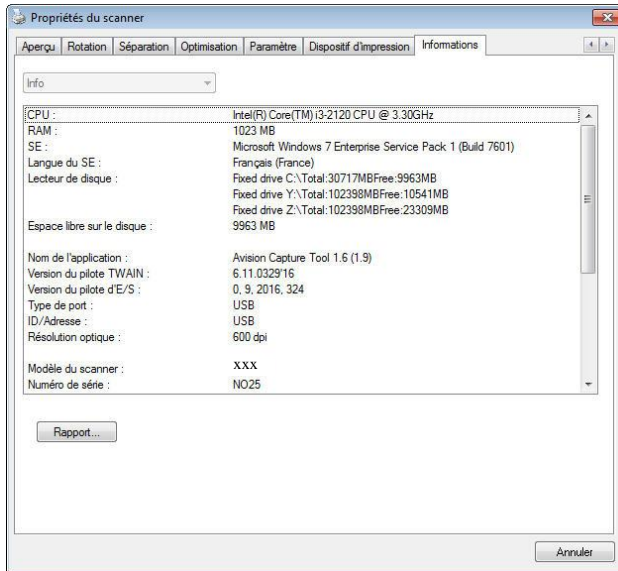 Propriétés du scanner
Aperçu Rotation Séparation Optimisation Paramètre Dispositif d'impression Informations
Info
CPU : Intel(R) Core(TM) i3-2120 CPU @ 3.30GHz
RAM : 1023 MB
SE : Microsoft Windows 7 Enterprise Service Pack 1 (Build 7601)
Langue du SE : Français (France)
Lecteur de disque : Fixed drive C:\Total:30717MBFree:9963MB
Fixed drive Y:\Total:102398MBFree:10541MB
Fixed drive Z:\Total:102398MBFree:23309MB
Espace libre sur le disque : 9963 MB
Nom de l'application : Avision Capture Tool 1.6 (1.9)
Version du pilote TWAIN : 6.11.0329'16
Version du pilote d'E/S : 0, 9, 2016, 324
Type de port : USB
ID/Adresse : USB
Résolution optique : 600 dpi
Modèle du scanner : xxx
Numéro de série : NO25
Rapport...
Annuler